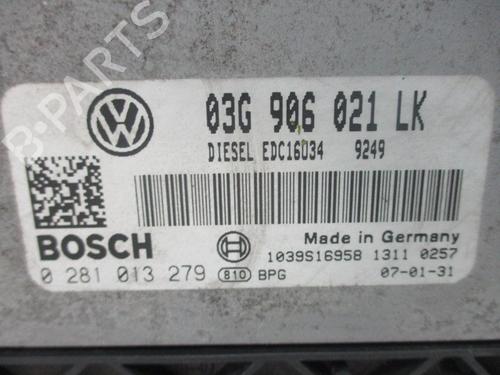 B-PARTS
03G 906 021 LK
DIESEL EDC16U34 9249
BOSCH
Made in Germany
1039S16958 1311 0257
0 281 013 279 810 BPG 07-01-31